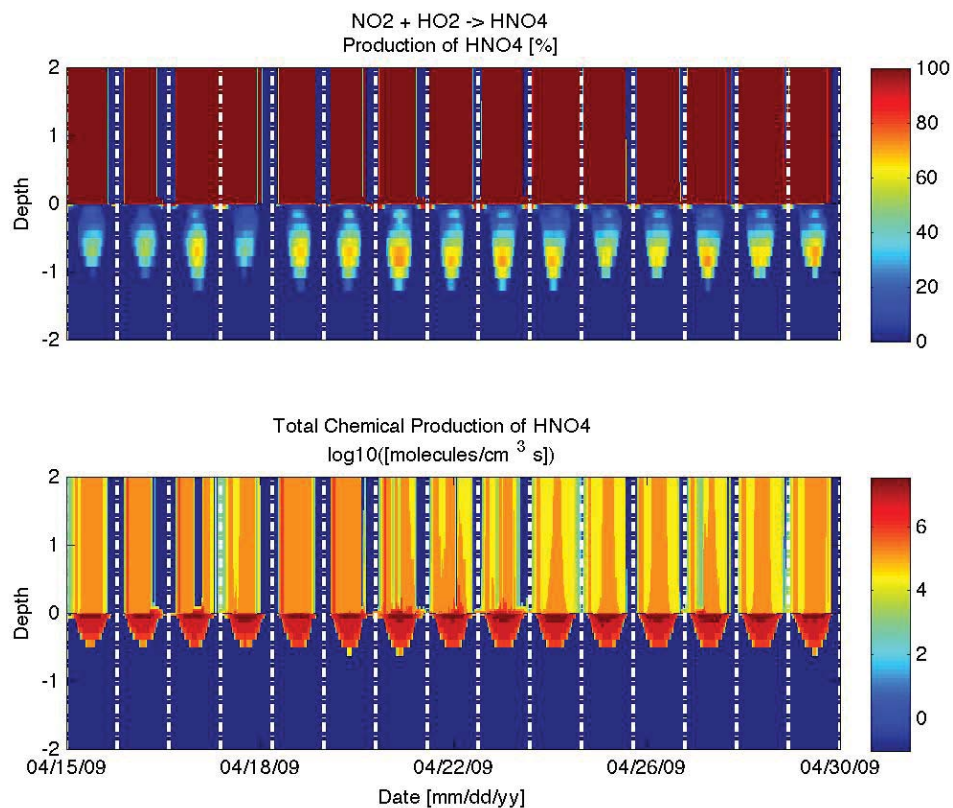 NO2 + HO2 -> HNO4
Production of HNO4 [%]
2
1
0
-1
-2
Depth
100
80
60
40
20
0
Total Chemical Production of HNO4
log10([molecules/cm 3 s])
2
1
0
-1
-2
Depth
6
4
2
0
04/15/09 04/18/09 04/22/09 04/26/09 04/30/09
Date [mm/dd/yy]